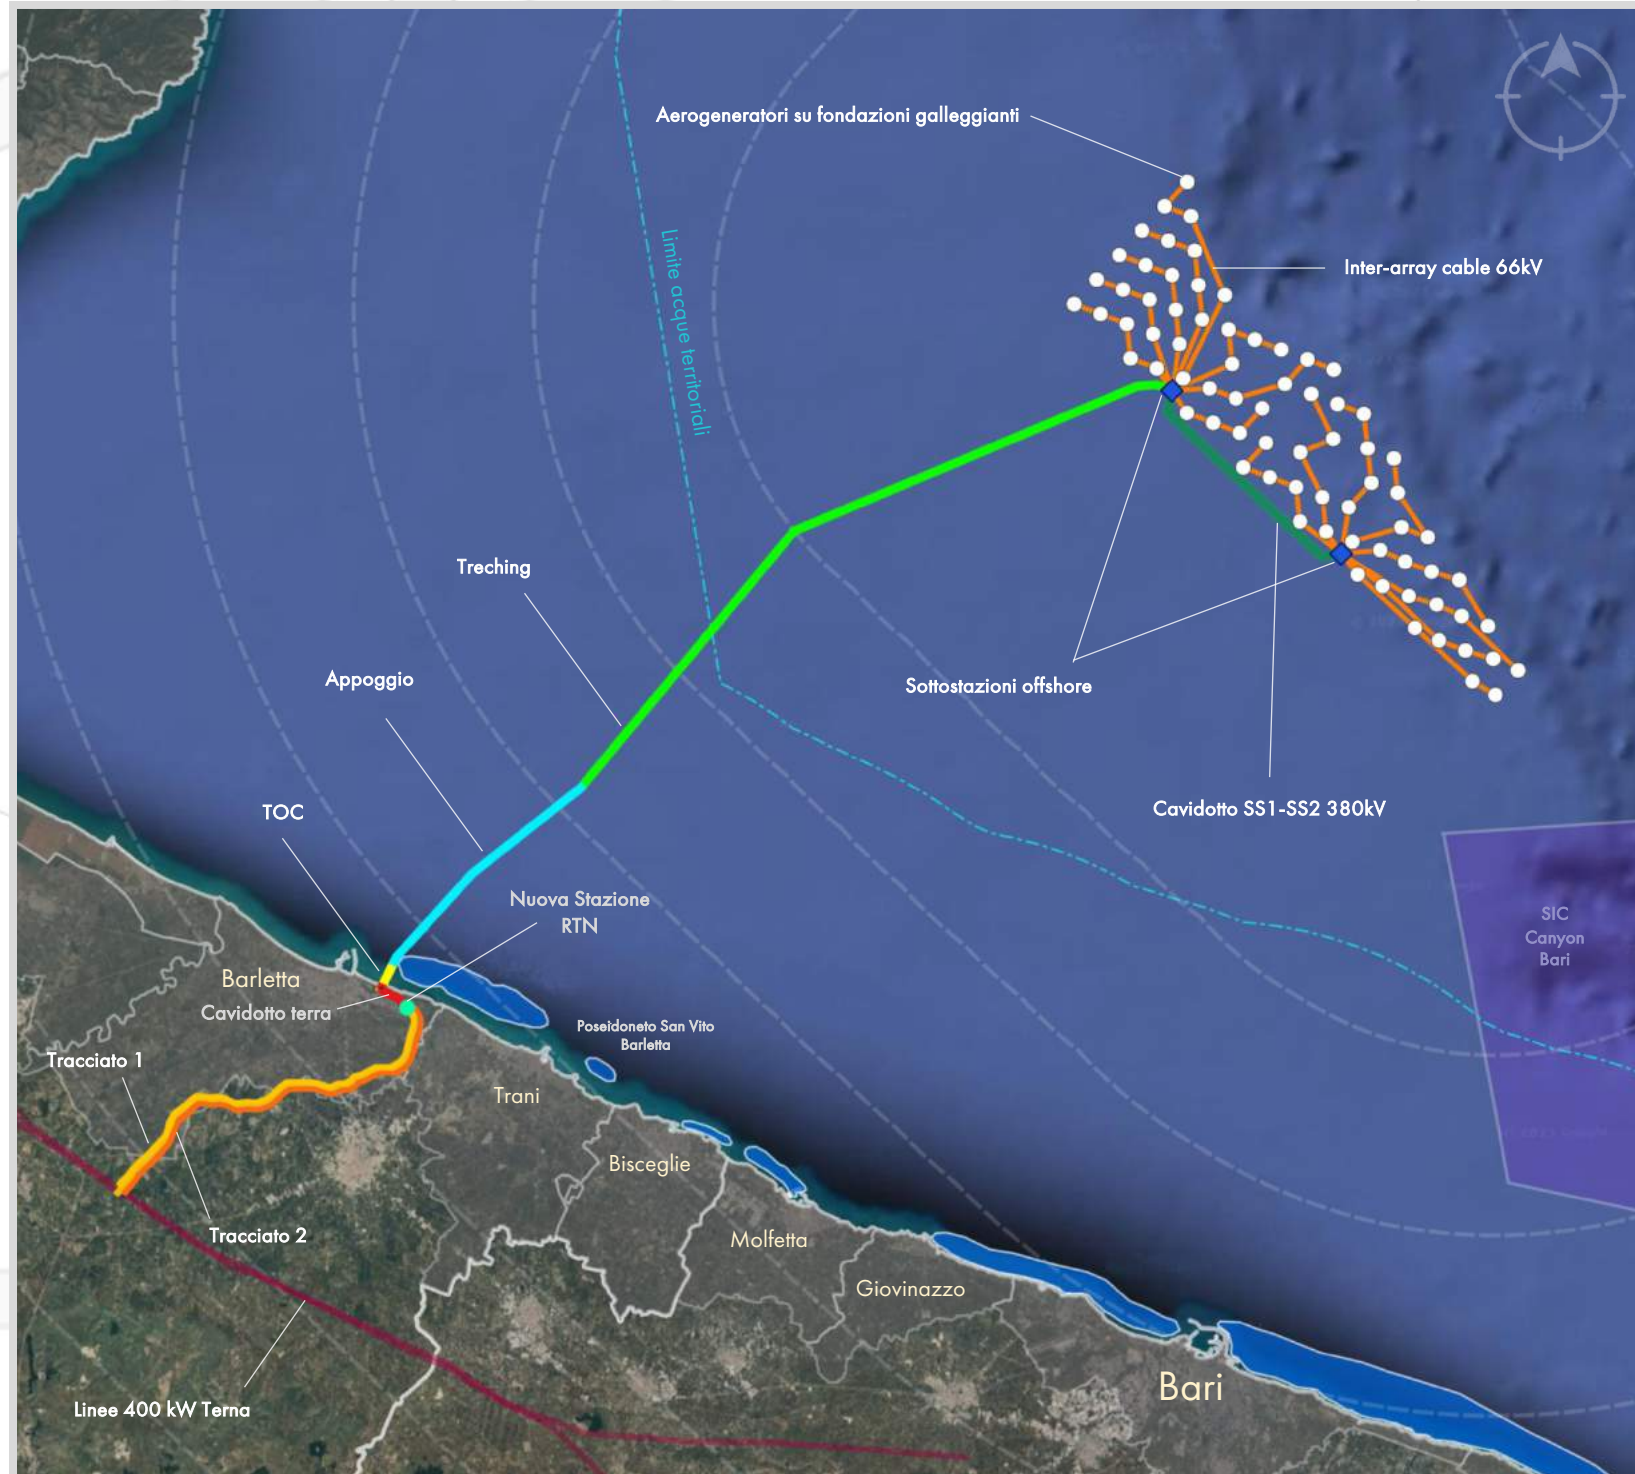 Aerogeneratori su fondazioni galleggianti
Limite acque territoriali
Inter-array cable 66kV
Treching
Appoggio
Sottostazioni offshore
TOC
Cavidotto SS1-SS2 380kV
Nuova Stazione
RTN
SIC
Canyon
Bari
Barletta
Cavidotto terra
Poseidoneto San Vito
Barletta
Tracciato 1
Trani
Bisceglie
Tracciato 2
Molfetta
Giovinazzo
Bari
Linee 400 kW Terna